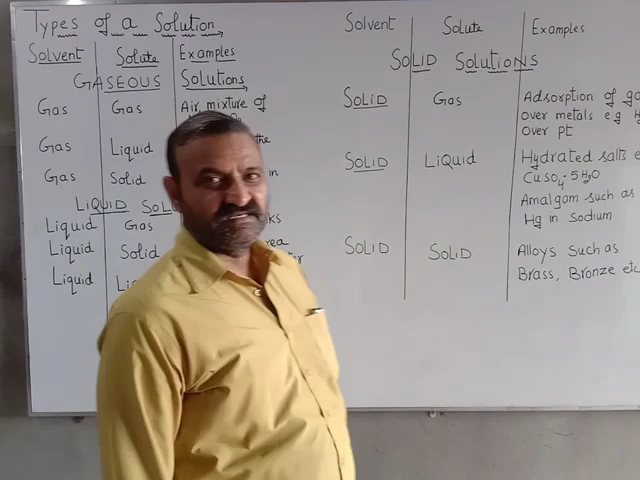 Types of a Solution
Solvent Solute Examples
GASEOUS Solutions
Gas Gas Air, mixture of
Gas Liquid the
Gas Solid in
LIQUID
Liquid Gas
Liquid Solid
Liquid
Solvent Solute Examples
SOLID Solutions
SOLID Gas Adsorption of
over metals e.g
over pt
SOLID LiQuid Hydrated salts
CuSO4·5H2O
Amalgam such as
Hg in Sodium
SOLID SOLID Alloys Such as
Brass, Bronze etc